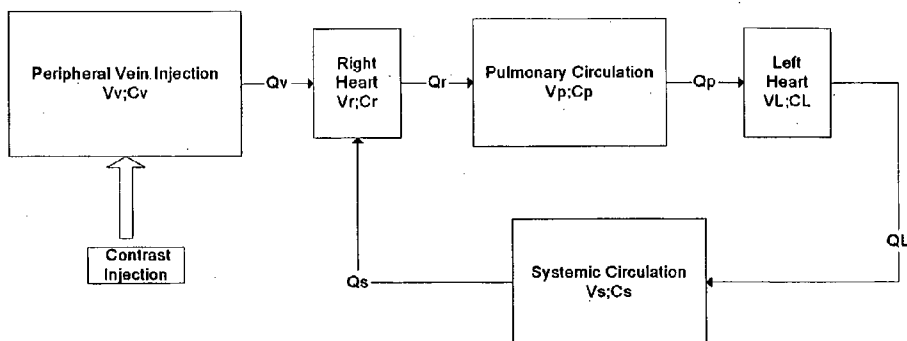 Peripheral Vein Injection
Vv;Cv
Qv
Right
Heart
Vr;Cr
Qr
Pulmonary Circulation
Vp;Cp
Qp
Left
Heart
VL;CL
QL
Contrast
Injection
Qs
Systemic Circulation
Vs;Cs